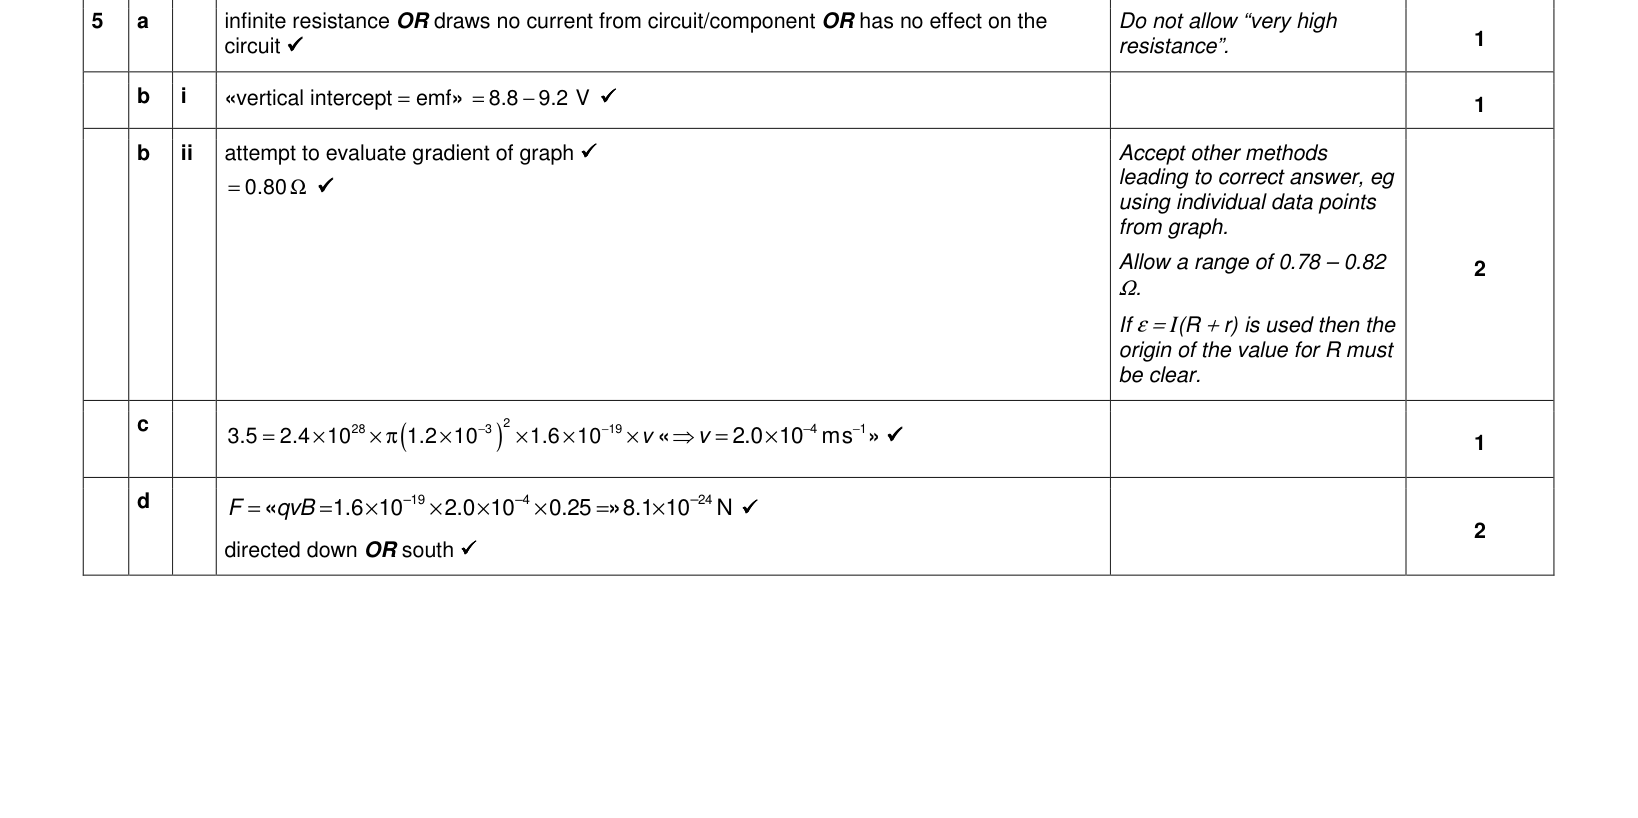 5 a infinite resistance OR draws no current from circuit/component OR has no effect on the
circuit ✓
Do not allow “very high
resistance”.
1
b i «vertical intercept = emf» = 8.8 – 9.2 V ✓
1
b ii attempt to evaluate gradient of graph ✓
= 0.80 Ω ✓
Accept other methods
leading to correct answer, eg
using individual data points
from graph.
Allow a range of 0.78 – 0.82
Ω.
If ε = I(R + r) is used then the
origin of the value for R must
be clear.
2
c 3.5 = 2.4×10²⁸ × π(1.2×10⁻³)² ×1.6×10⁻¹⁹ × v «⇒ v = 2.0×10⁻⁴ ms⁻¹» ✓
1
d F = «qvB =1.6×10⁻¹⁹ ×2.0×10⁻⁴ ×0.25 =» 8.1×10⁻²⁴ N ✓
directed down OR south ✓
2